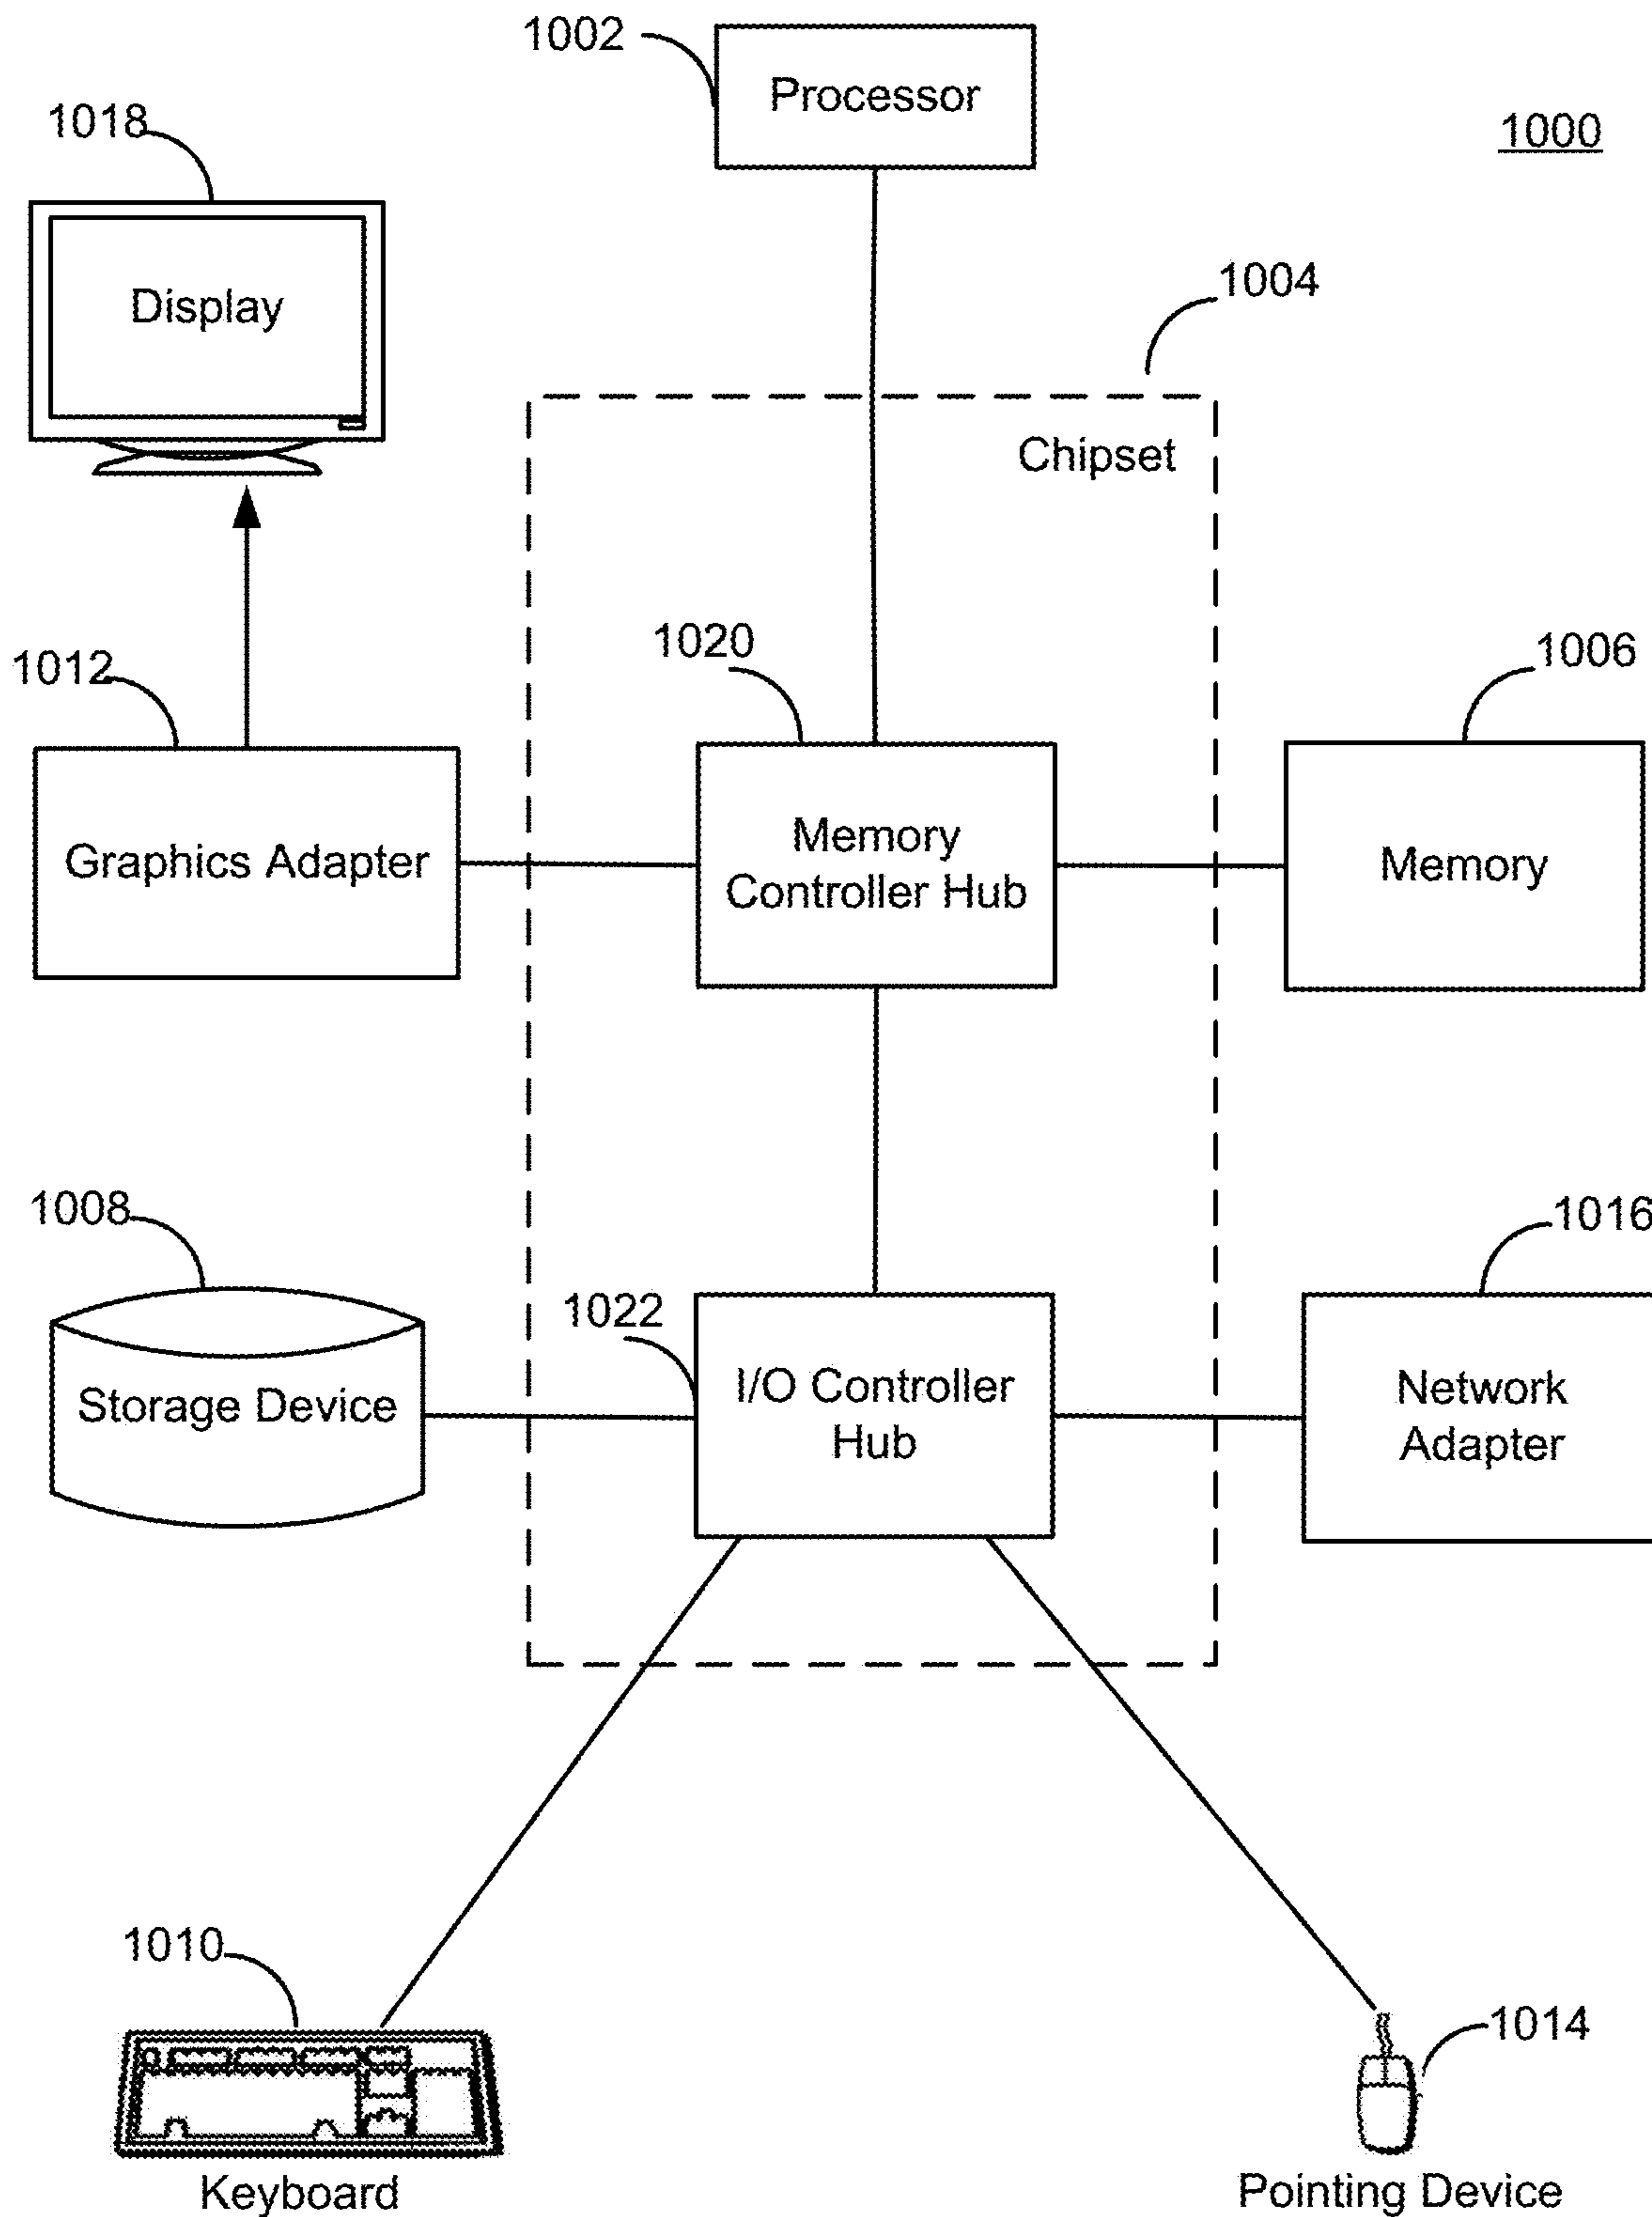 1002
Processor
1000
1018
Display
1004
Chipset
1012
1020
1006
Graphics Adapter
Memory
Controller Hub
Memory
1008
1022
1016
Storage Device
I/O Controller
Hub
Network
Adapter
1010
1014
Keyboard
Pointing Device